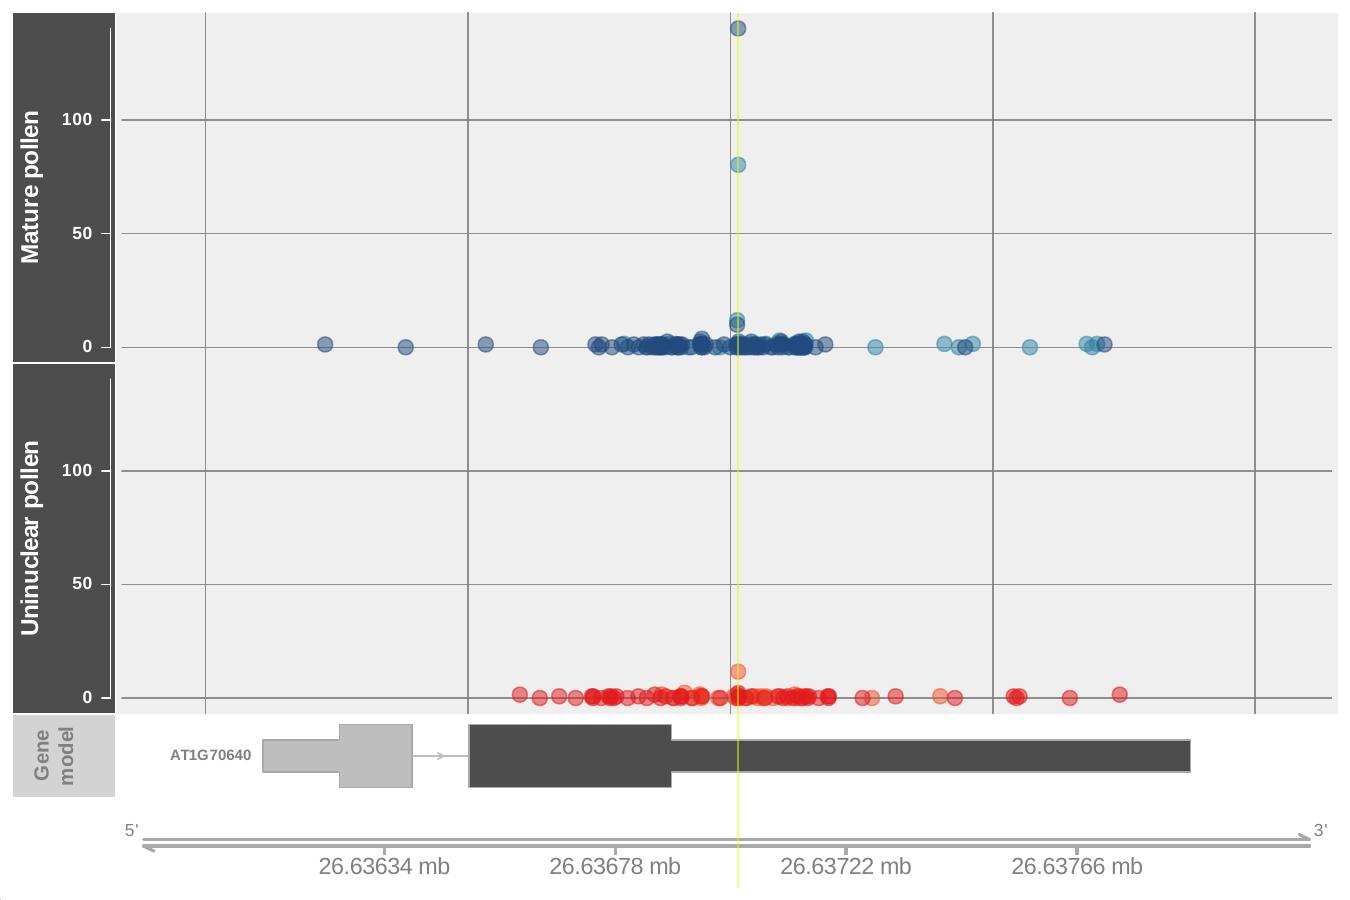 Mature pollen
100
50
0
Uninuclear pollen
100
50
0
Gene
model
AT1G70640
5'
3'
26.63634 mb
26.63678 mb
26.63722 mb
26.63766 mb